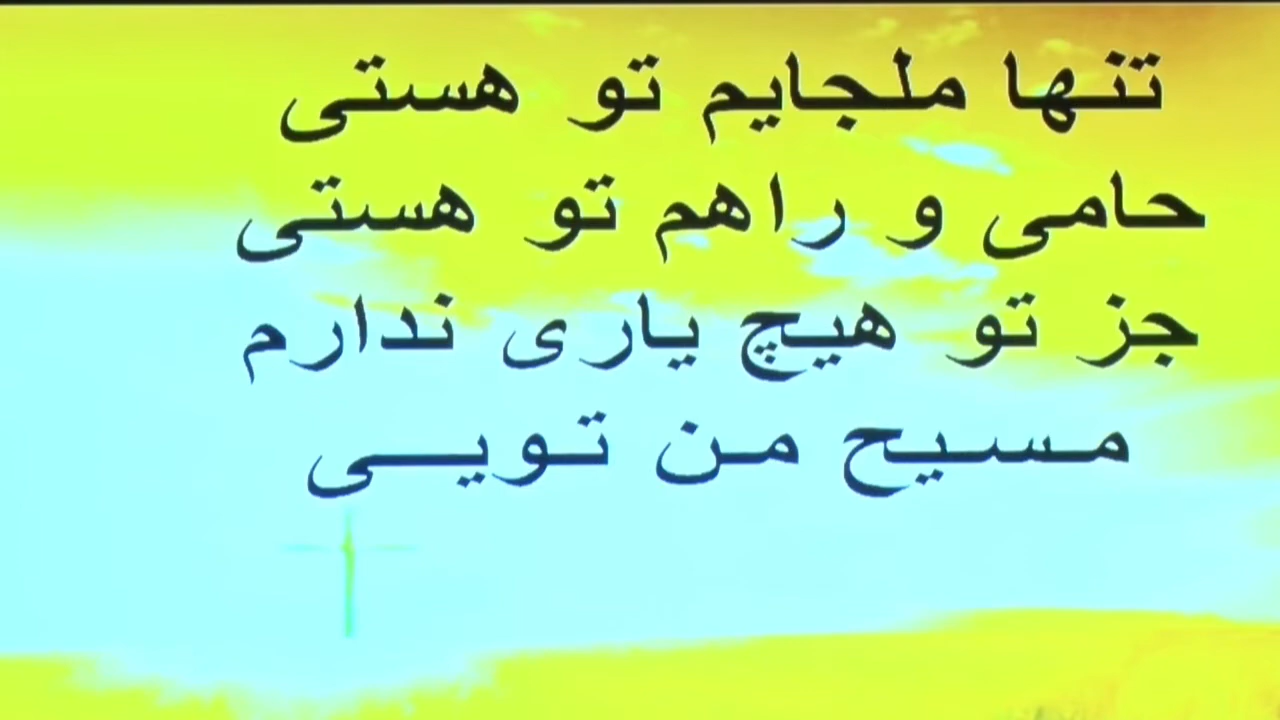 تنها ملجایم تو هستی
حامی و راهم تو هستی
جز تو هیچ یاری ندارم
مسیح من تویی